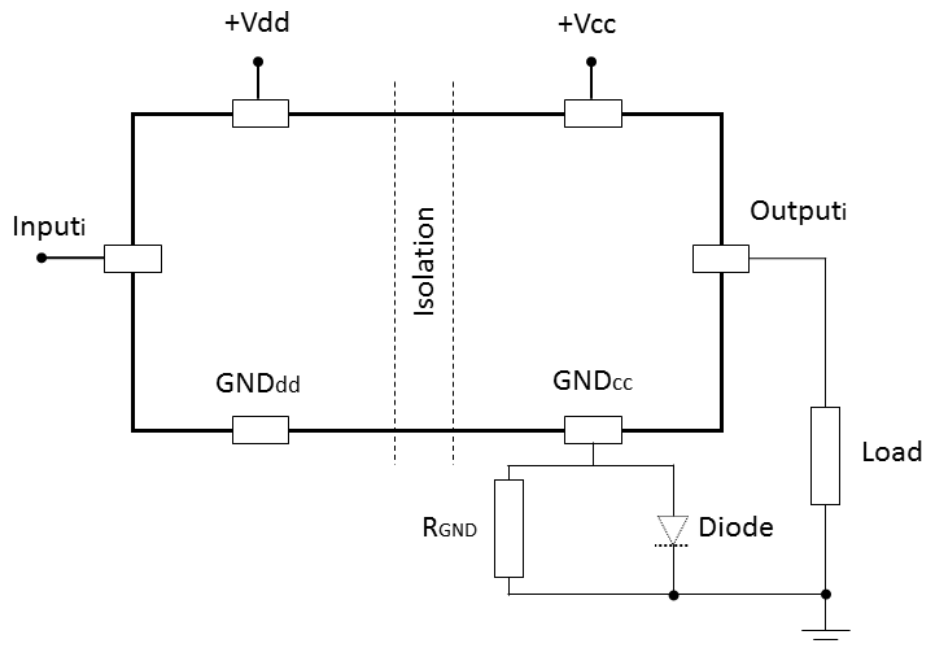 +Vdd
+Vcc
Inputi
Isolation
Outputi
GNDdd
GNDcc
RGND
Diode
Load